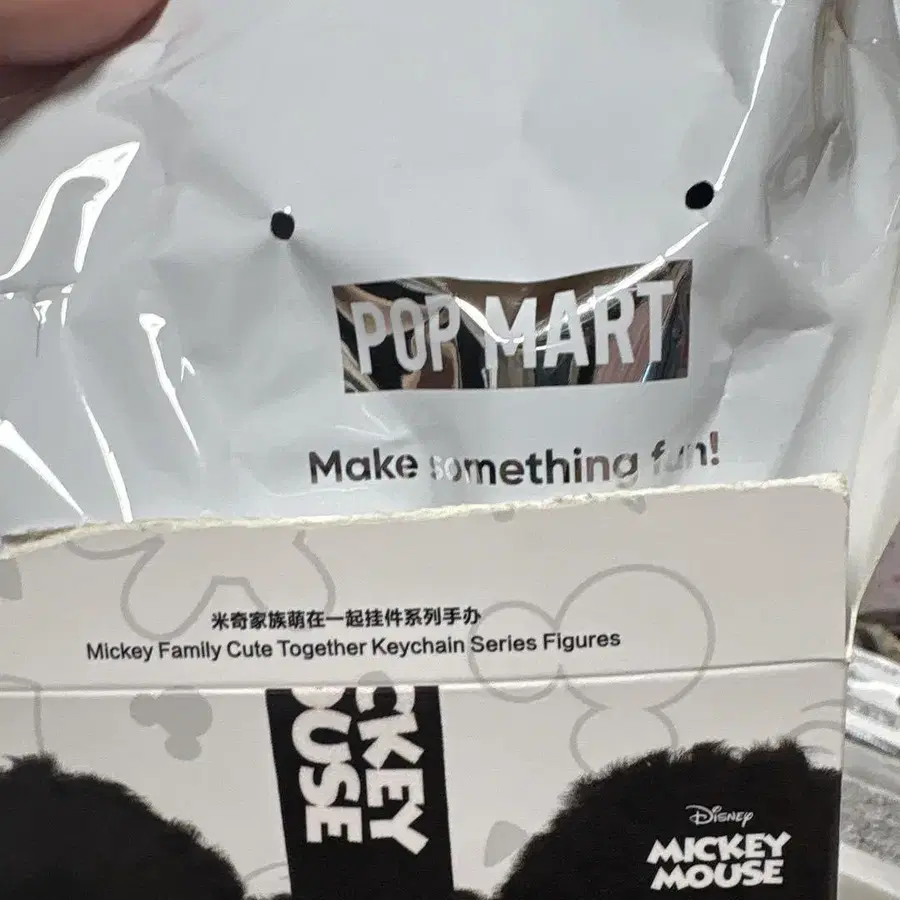 POP MART
Make something fun!
米奇家族萌在一起挂件系列手办
Mickey Family Cute Together Keychain Series Figures
CKEY
OUSE
Disney
MICKEY
MOUSE